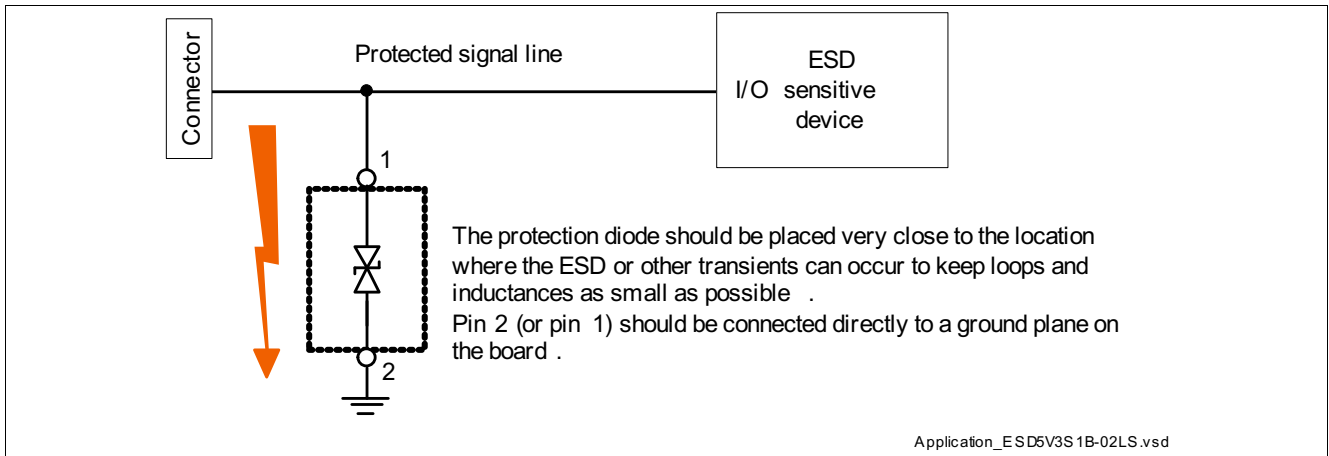 Connector
Protected signal line
ESD
I/O sensitive
device
1
The protection diode should be placed very close to the location
where the ESD or other transients can occur to keep loops and
inductances as small as possible .
Pin 2 (or pin 1) should be connected directly to a ground plane on
the board .
2
Application_ESD5V3S1B-02LS.vsd